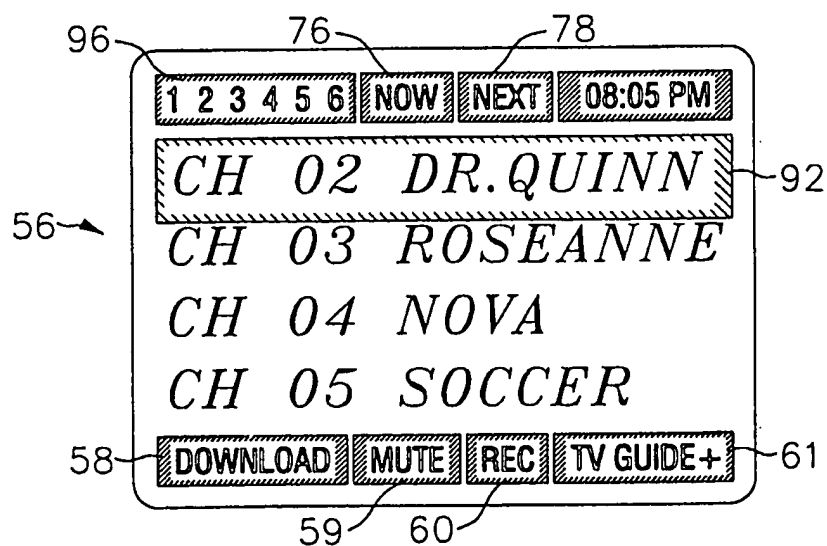 96 76 78
1 2 3 4 5 6 NOW NEXT 08:05 PM
CH 02 DR.QUINN 92
56
CH 03 ROSEANNE
CH 04 NOVA
CH 05 SOCCER
58 DOWNLOAD MUTE REC TV GUIDE+ 61
59 60